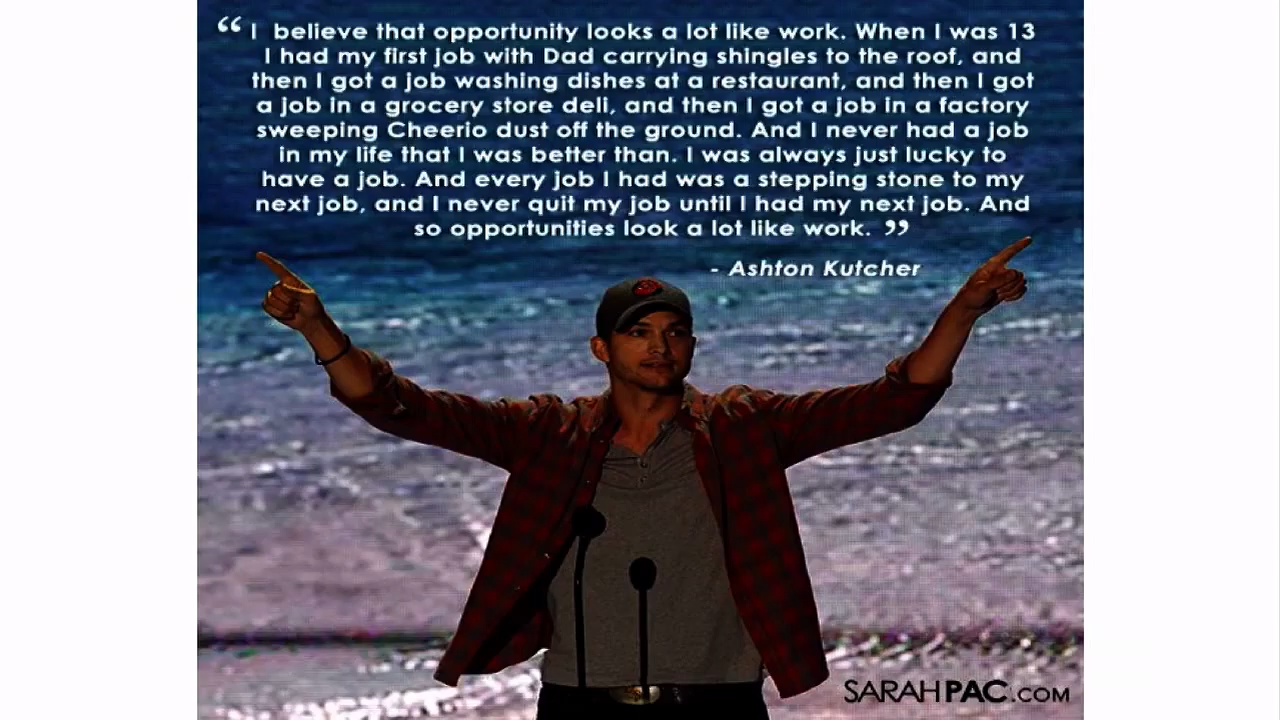 “ I believe that opportunity looks a lot like work. When I was 13
I had my first job with Dad carrying shingles to the roof, and
then I got a job washing dishes at a restaurant, and then I got
a job in a grocery store deli, and then I got a job in a factory
sweeping Cheerio dust off the ground. And I never had a job
in my life that I was better than. I was always just lucky to
have a job. And every job I had was a stepping stone to my
next job, and I never quit my job until I had my next job. And
so opportunities look a lot like work. ”
- Ashton Kutcher
SARAHPAC.COM